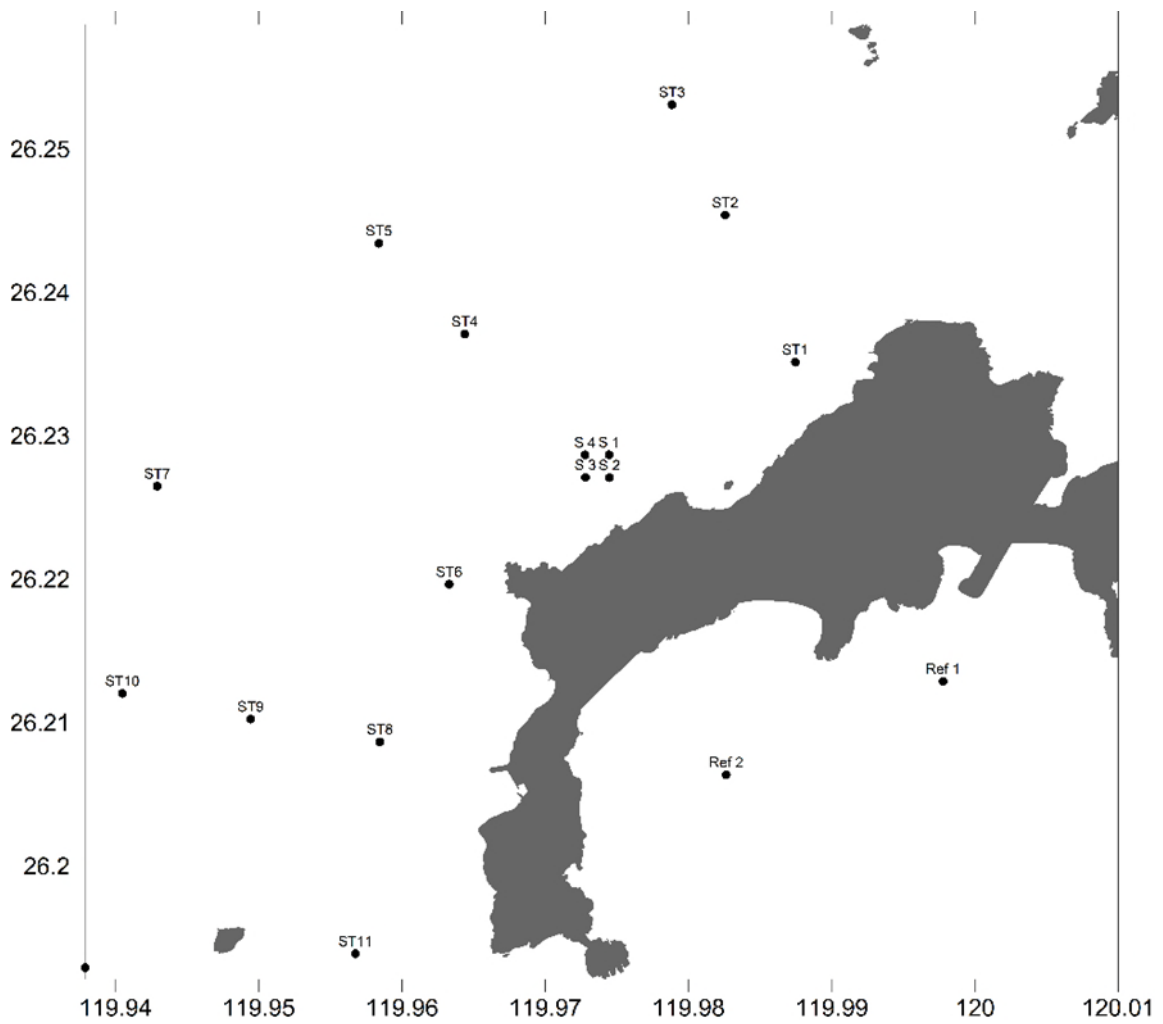 ST3
26.25
ST2
ST5
26.24
ST4
ST1
26.23
S 4 S 1
S 3 S 2
ST7
26.22
ST6
Ref 1
ST10
ST9
26.21
ST8
Ref 2
26.2
ST11
119.94 119.95 119.96 119.97 119.98 119.99 120 120.01